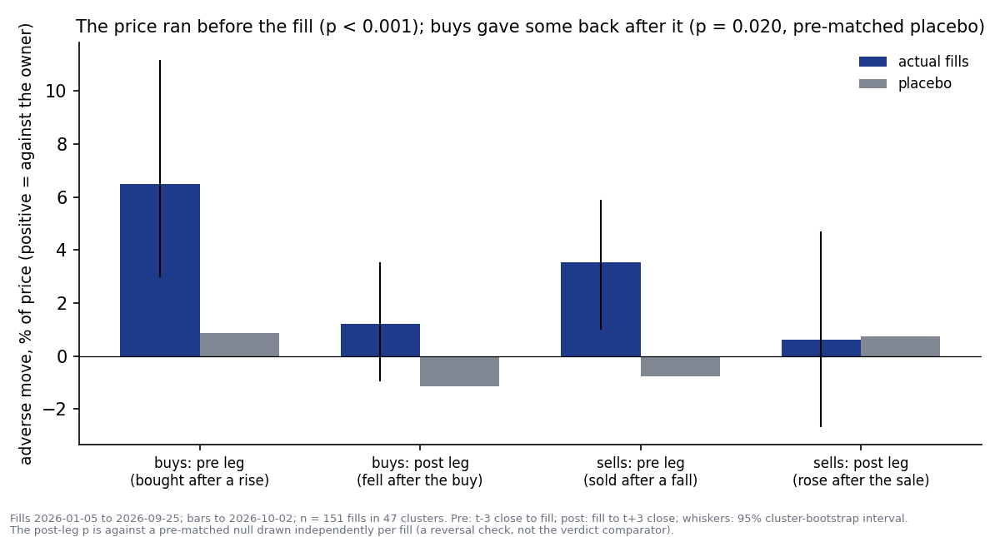 The price ran before the fill (p < 0.001); buys gave some back after it (p = 0.020, pre-matched placebo)
adverse move, % of price (positive = against the owner)
actual fills
placebo
10
8
6
4
2
0
−2
buys: pre leg
(bought after a rise)
buys: post leg
(fell after the buy)
sells: pre leg
(sold after a fall)
sells: post leg
(rose after the sale)
Fills 2026-01-05 to 2026-09-25; bars to 2026-10-02; n = 151 fills in 47 clusters. Pre: t-3 close to fill; post: fill to t+3 close; whiskers: 95% cluster-bootstrap interval.
The post-leg p is against a pre-matched null drawn independently per fill (a reversal check, not the verdict comparator).